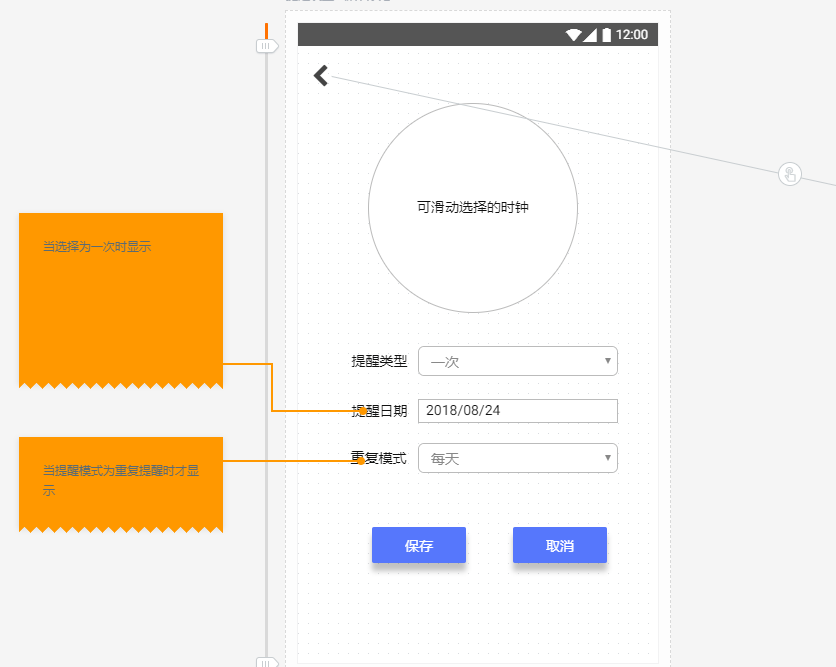 12:00
可滑动选择的时钟
当选择为一次时显示
提醒类型 一次
提醒日期 2018/08/24
重复模式 每天
当提醒模式为重复提醒时才显
示
保存 取消